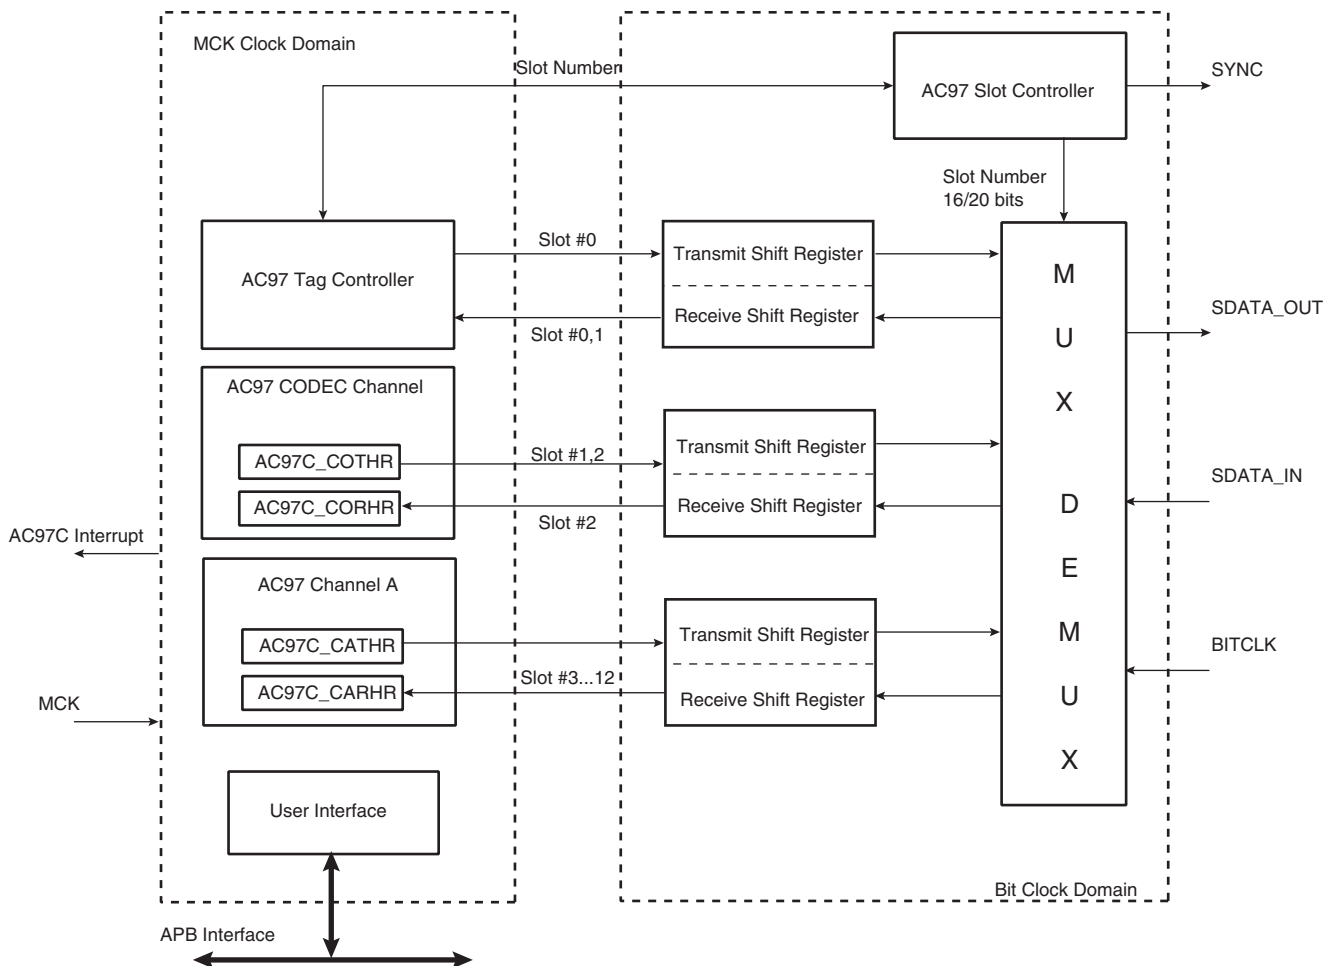 MCK Clock Domain
Slot Number
AC97 Slot Controller
SYNC
Slot Number
16/20 bits
AC97 Tag Controller
Slot #0
Transmit Shift Register
Receive Shift Register
Slot #0,1
M
U
X
D
E
M
U
X
SDATA_OUT
AC97 CODEC Channel
AC97C_COTHR
Slot #1,2
Transmit Shift Register
AC97C_CORHR
Slot #2
Receive Shift Register
SDATA_IN
AC97C Interrupt
AC97 Channel A
AC97C_CATHR
Transmit Shift Register
BITCLK
AC97C_CARHR
Slot #3...12
Receive Shift Register
MCK
User Interface
Bit Clock Domain
APB Interface